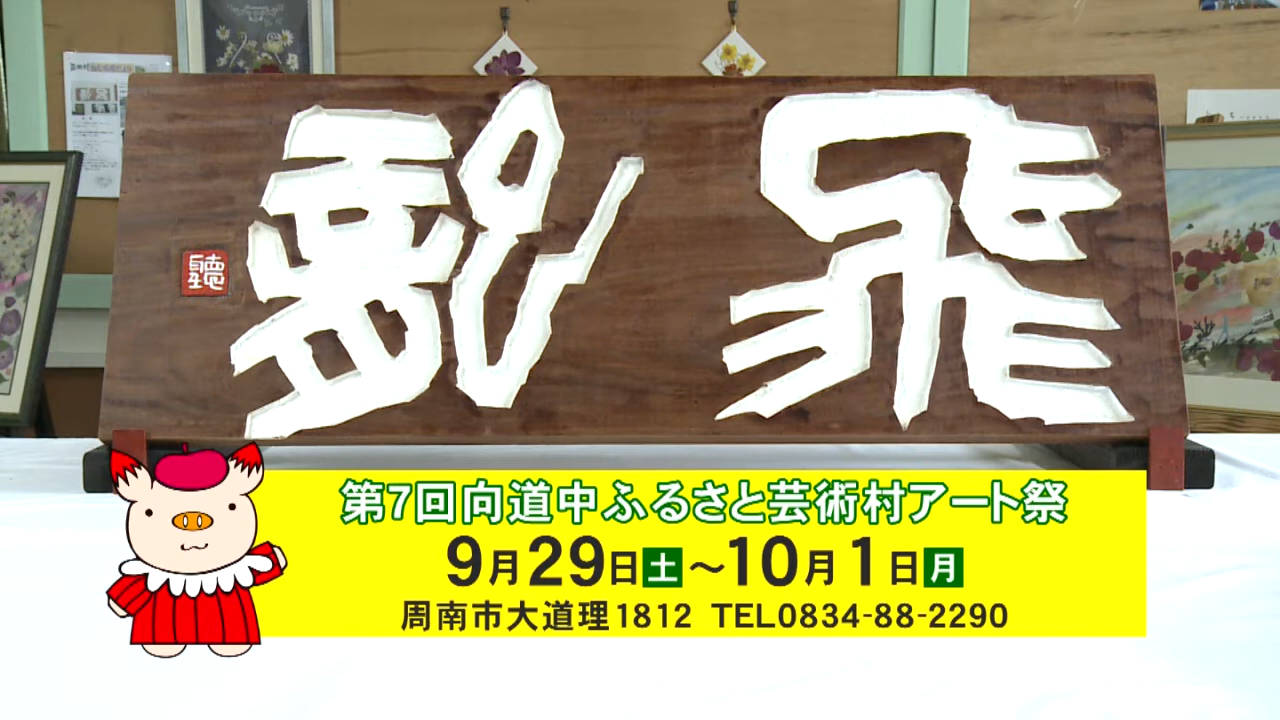 飛
聽
第7回向道中ふるさと芸術村アート祭
9月29日土～10月1日月
周南市大道理1812 TEL0834-88-2290